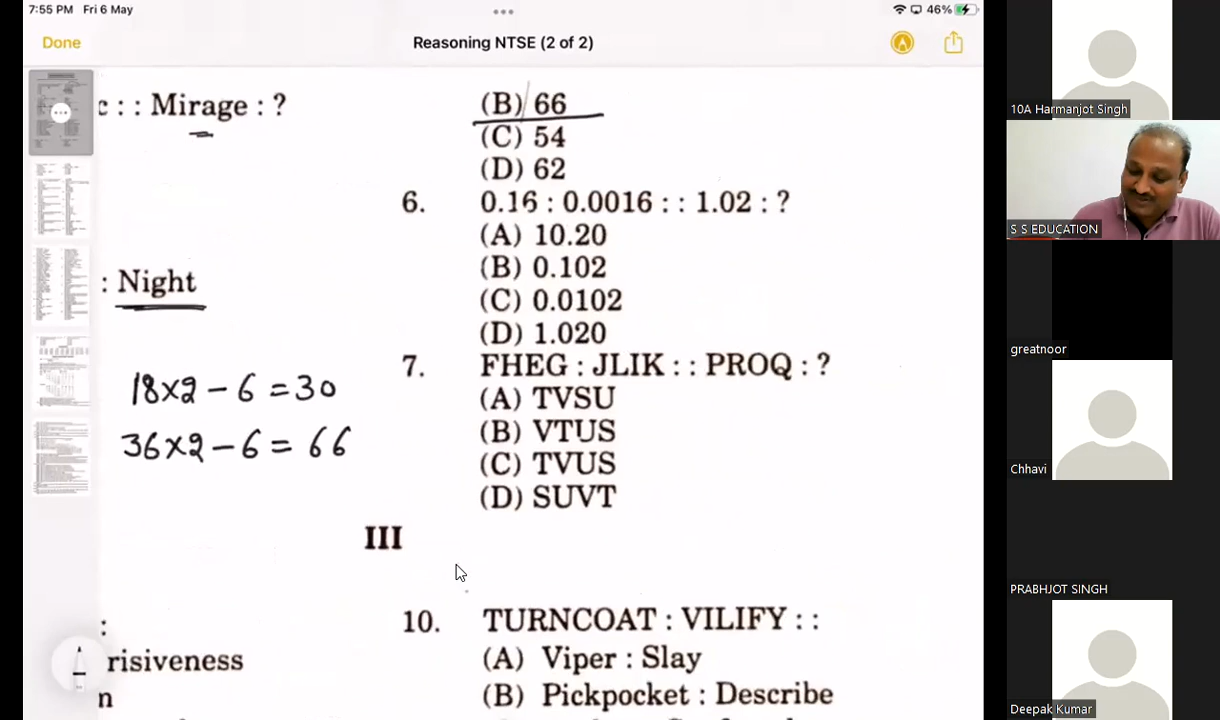 7:55 PM Fri 6 May
46%
Done
Reasoning NTSE (2 of 2)
c : : Mirage : ?
: Night
18×2 – 6 = 30
36×2 – 6 = 66
(B) 66
(C) 54
(D) 62
6. 0.16 : 0.0016 : : 1.02 : ?
(A) 10.20
(B) 0.102
(C) 0.0102
(D) 1.020
7. FHEG : JLIK : : PROQ : ?
(A) TVSU
(B) VTUS
(C) TVUS
(D) SUVT
III
:
risiveness
n
10. TURNCOAT : VILIFY : :
(A) Viper : Slay
(B) Pickpocket : Describe
10A Harmanjot Singh
S S EDUCATION
greatnoor
Chhavi
PRABHJOT SINGH
Deepak Kumar